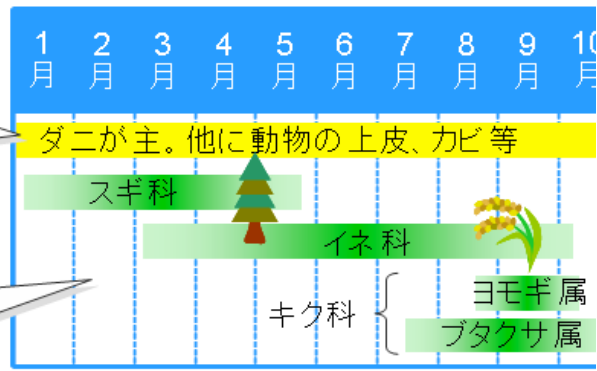 1月 2月 3月 4月 5月 6月 7月 8月 9月 10月
ダニが主。他に動物の上皮、カビ等
スギ科
イネ科
キク科
ヨモギ属
ブタクサ属